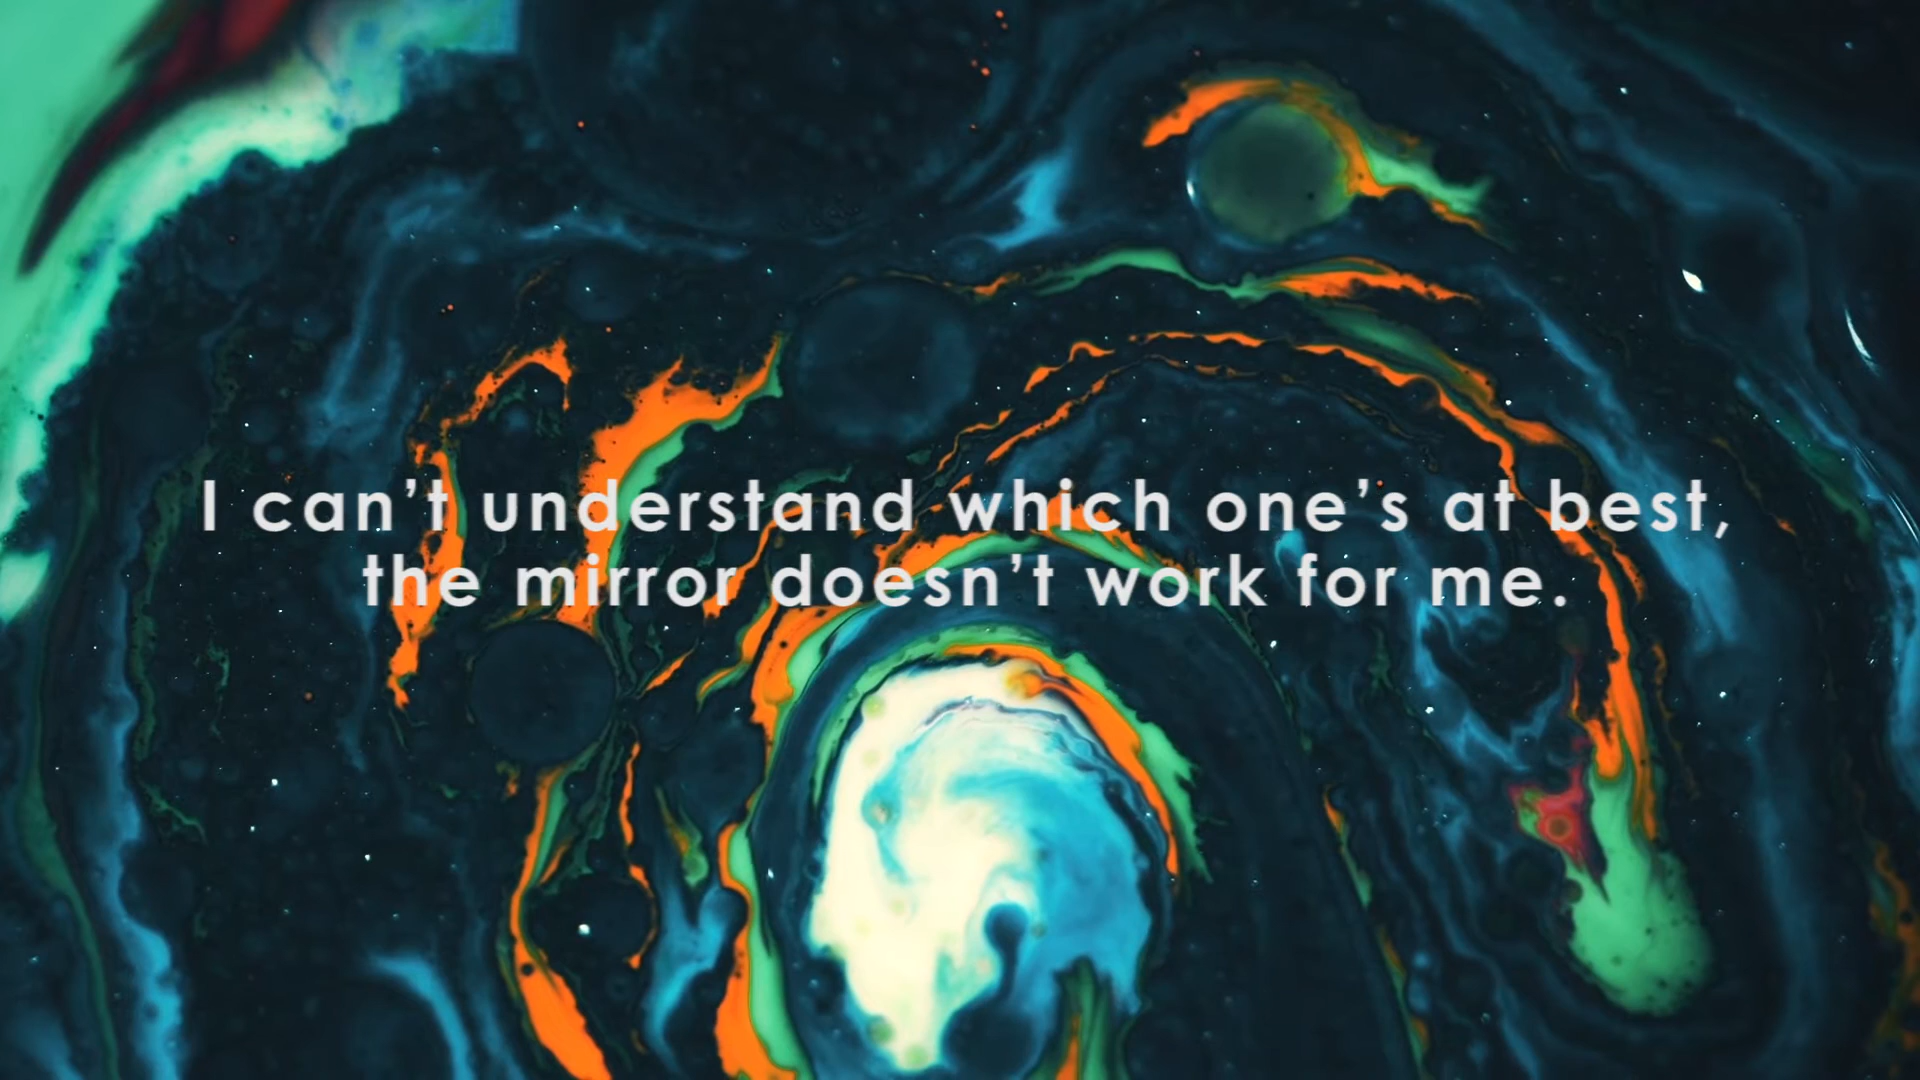 I can’t understand which one’s at best,
the mirror doesn’t work for me.